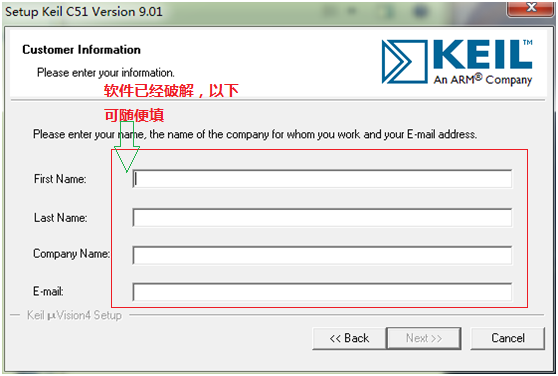 Setup Keil C51 Version 9.01
Customer Information
Please enter your information.
KEIL™
An ARM® Company
软件已经破解，以下
可随便填
Please enter your name, the name of the company for whom you work and your E-mail address.
First Name:
Last Name:
Company Name:
E-mail:
Keil µVision4 Setup
<< Back
Next >>
Cancel